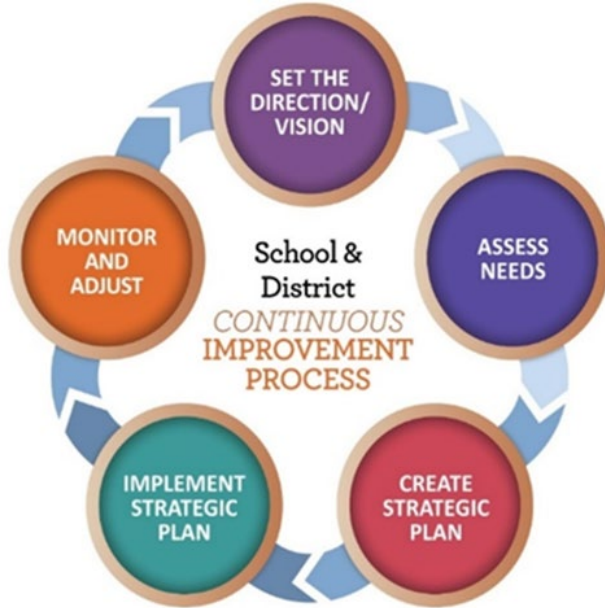 SET THE
DIRECTION/
VISION
ASSESS
NEEDS
CREATE
STRATEGIC
PLAN
IMPLEMENT
STRATEGIC
PLAN
MONITOR
AND
ADJUST
School &
District
CONTINUOUS
IMPROVEMENT
PROCESS